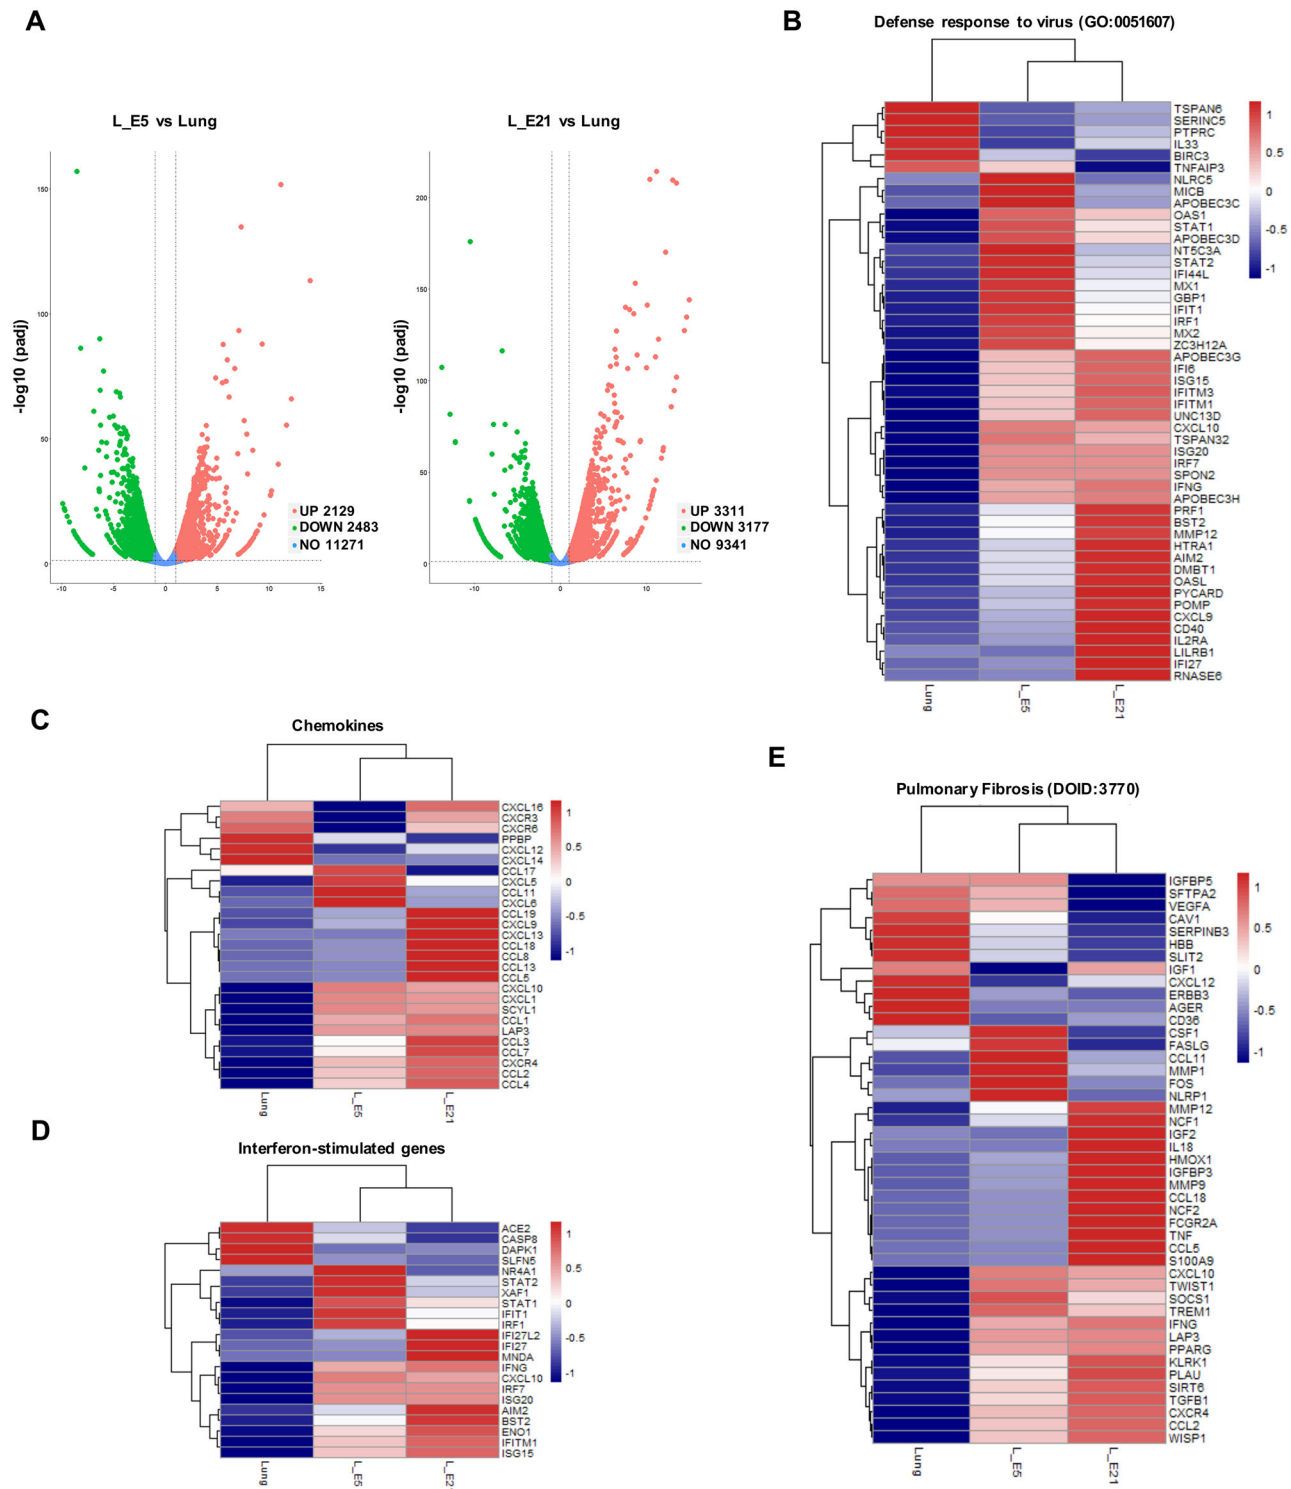 A
L_E5 vs Lung
-log10 (padj)
150
100
50
0
-10
-5
0
5
10
15
UP 2129
DOWN 2483
NO 11271
L_E21 vs Lung
-log10 (padj)
200
150
100
50
0
-10
0
10
UP 3311
DOWN 3177
NO 9341
B
Defense response to virus (GO:0051607)
TSPAN6
SERINC5
PTPRC
IL33
BIRC3
TNFAIP3
NLRC5
MICB
APOBEC3C
OAS1
STAT1
APOBEC3D
NT5C3A
STAT2
IFI44L
MX1
GBP1
IFIT1
IRF1
MX2
ZC3H12A
APOBEC3G
IFI6
ISG15
IFITM3
IFITM1
UNC13D
CXCL10
TSPAN32
ISG20
IRF7
SPON2
IFNG
APOBEC3H
PRF1
BST2
MMP12
HTRA1
AIM2
DMBT1
OASL
PYCARD
POMP
CXCL9
CD40
IL2RA
LILRB1
IFI27
RNASE6
Lung
L_E5
L_E21
1
0.5
0
-0.5
-1
C
Chemokines
CXCL16
CXCR3
CXCR6
PPBP
CXCL12
CXCL14
CCL17
CXCL5
CCL11
CXCL6
CCL19
CXCL9
CXCL13
CCL18
CCL8
CCL13
CCL5
CXCL10
CXCL1
SCYL1
CCL1
LAP3
CCL3
CCL7
CXCR4
CCL2
CCL4
Lung
L_E5
L_E21
1
0.5
0
-0.5
-1
D
Interferon-stimulated genes
ACE2
CASP8
DAPK1
SLFN5
NR4A1
STAT2
XAF1
STAT1
IFIT1
IRF1
IFI27L2
IFI27
MNDA
IFNG
CXCL10
IRF7
ISG20
AIM2
BST2
ENO1
IFITM1
ISG15
Lung
L_E5
L_E2
1
0.5
0
-0.5
-1
E
Pulmonary Fibrosis (DOID:3770)
IGFBP5
SFTPA2
VEGFA
CAV1
SERPINB3
HBB
SLIT2
IGF1
CXCL12
ERBB3
AGER
CD36
CSF1
FASLG
CCL11
MMP1
FOS
NLRP1
MMP12
NCF1
IGF2
IL18
HMOX1
IGFBP3
MMP9
CCL18
NCF2
FCGR2A
TNF
CCL5
S100A9
CXCL10
TWIST1
SOCS1
TREM1
IFNG
LAP3
PPARG
KLRK1
PLAU
SIRT6
TGFB1
CXCR4
CCL2
WISP1
Lung
L_E5
L_E21
1
0.5
0
-0.5
-1